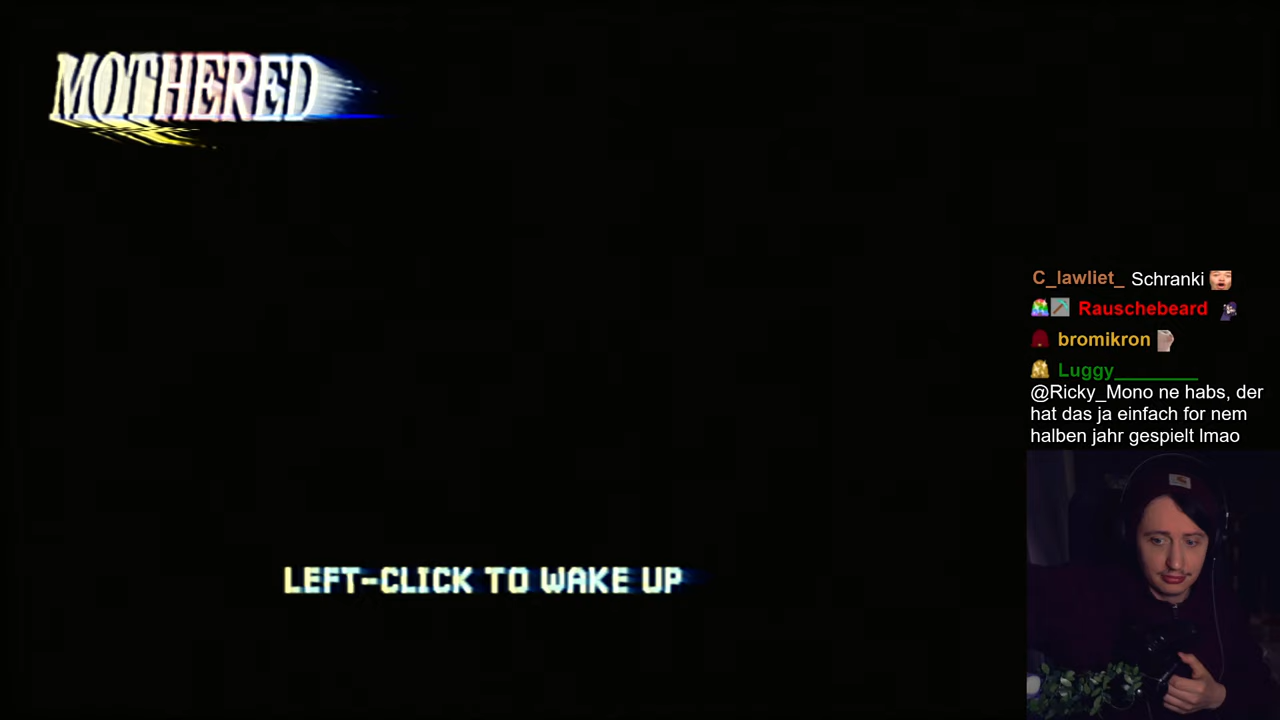 MOTHERED
LEFT-CLICK TO WAKE UP
C_lawliet_ Schranki
Rauschebeard
bromikron
Luggy________
@Ricky_Mono ne habs, der
hat das ja einfach for nem
halben jahr gespielt lmao